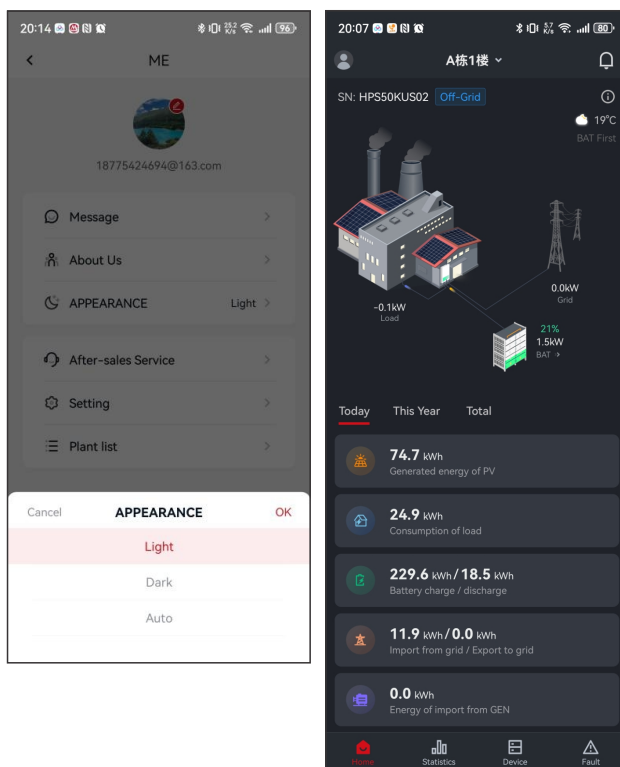 20:14
25.2
K/s
96
ME
18775424694@163.com
Message
About Us
APPEARANCE Light
After-sales Service
Setting
Plant list
Cancel APPEARANCE OK
Light
Dark
Auto
20:07
5.7
K/s
80
A栋1楼
SN: HPS50KUS02 Off-Grid
19°C
BAT First
0.0kW
Grid
-0.1kW
Load
21%
1.5kW
BAT
Today This Year Total
74.7 kWh
Generated energy of PV
24.9 kWh
Consumption of load
229.6 kWh/18.5 kWh
Battery charge / discharge
11.9 kWh/0.0 kWh
Import from grid / Export to grid
0.0 kWh
Energy of import from GEN
Home Statistics Device Fault